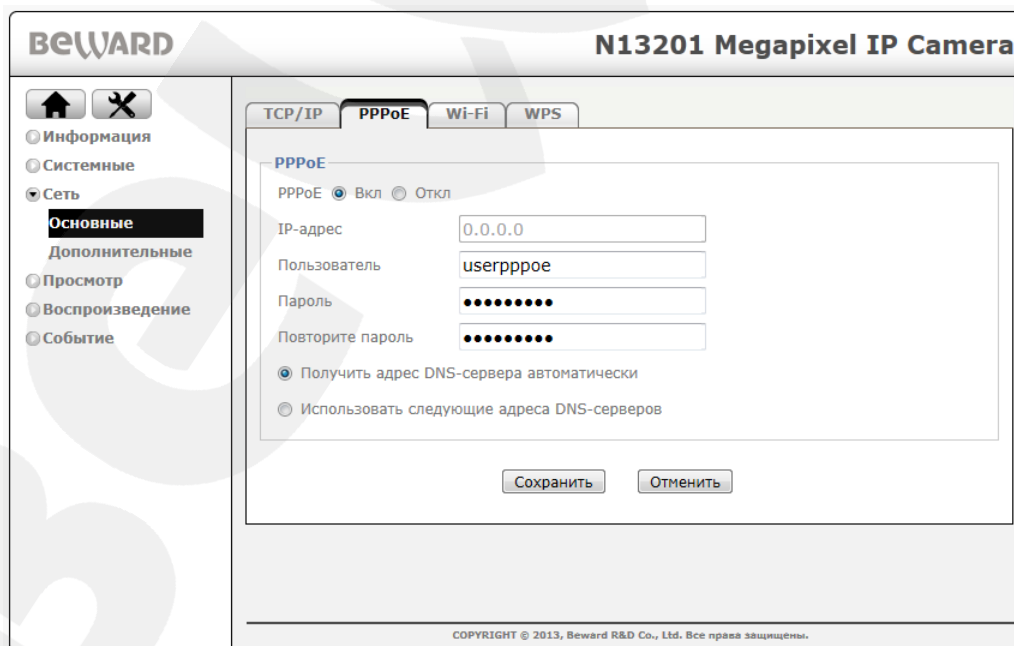 BEWARD
N13201 Megapixel IP Camera
TCP/IP PPPoE Wi-Fi WPS
Информация
Системные
Сеть
Основные
Дополнительные
Просмотр
Воспроизведение
Событие
PPPoE
PPPoE Вкл Откл
IP-адрес 0.0.0.0
Пользователь userpppoe
Пароль •••••••••
Повторите пароль •••••••••
Получить адрес DNS-сервера автоматически
Использовать следующие адреса DNS-серверов
Сохранить Отменить
COPYRIGHT © 2013, Beward R&D Co., Ltd. Все права защищены.